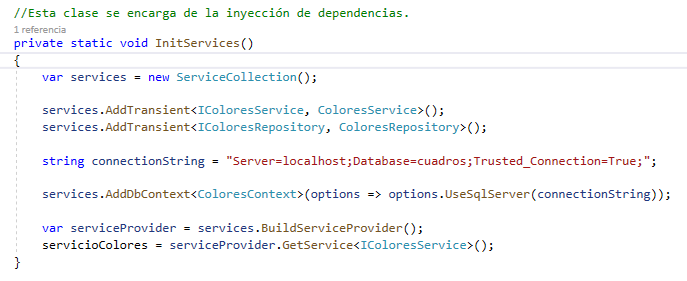 //Esta clase se encarga de la inyección de dependencias.
1 referencia
private static void InitServices()
{
var services = new ServiceCollection();
services.AddTransient<IColoresService, ColoresService>();
services.AddTransient<IColoresRepository, ColoresRepository>();
string connectionString = "Server=localhost;Database=cuadros;Trusted_Connection=True;";
services.AddDbContext<ColoresContext>(options => options.UseSqlServer(connectionString));
var serviceProvider = services.BuildServiceProvider();
servicioColores = serviceProvider.GetService<IColoresService>();
}